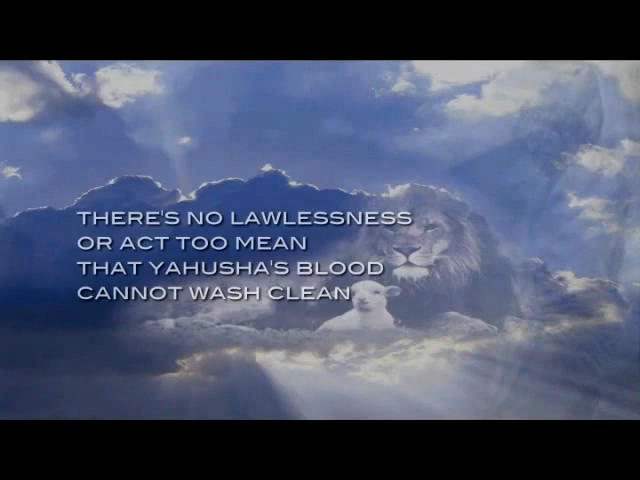 THERE'S NO LAWLESSNESS
OR ACT TOO MEAN
THAT YAHUSHA'S BLOOD
CANNOT WASH CLEAN